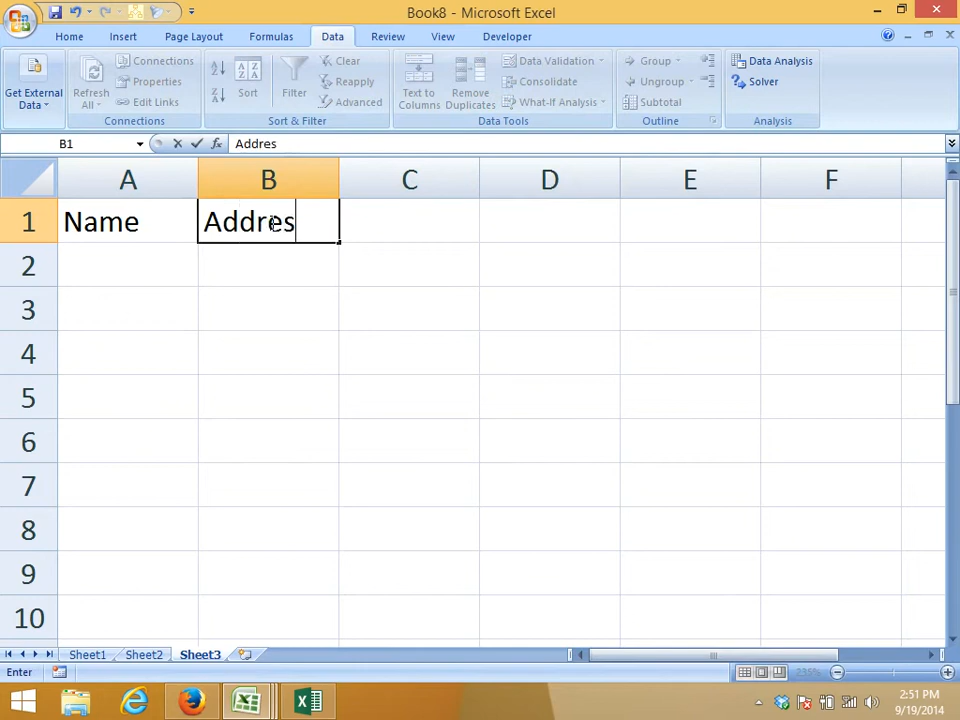 Book8 - Microsoft Excel
Home Insert Page Layout Formulas Data Review View Developer
Get External Data
Refresh All
Connections
Properties
Edit Links
Connections
Sort
Filter
Clear
Reapply
Advanced
Sort & Filter
Text to Columns
Remove Duplicates
Data Validation
Consolidate
What-If Analysis
Data Tools
Group
Ungroup
Subtotal
Outline
Data Analysis
Solver
Analysis
B1 fx Addres
A B C D E F
1 Name Addres
2
3
4
5
6
7
8
9
10
Sheet1 Sheet2 Sheet3
Enter 235%
2:51 PM
9/19/2014